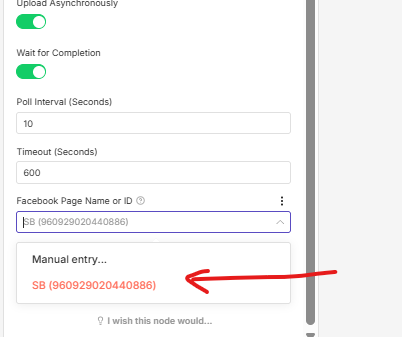 Upload Asynchronously
Wait for Completion
Poll Interval (Seconds)
10
Timeout (Seconds)
600
Facebook Page Name or ID
SB (960929020440886)
Manual entry...
SB (960929020440886)
I wish this node would...